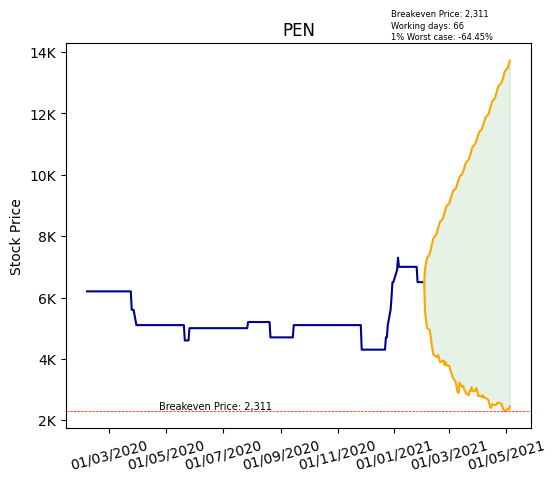 Breakeven Price: 2,311
Working days: 66
1% Worst case: -64.45%
PEN
14K
12K
10K
8K
6K
4K
2K
Stock Price
Breakeven Price: 2,311
01/03/2020
01/05/2020
01/07/2020
01/09/2020
01/11/2020
01/01/2021
01/03/2021
01/05/2021